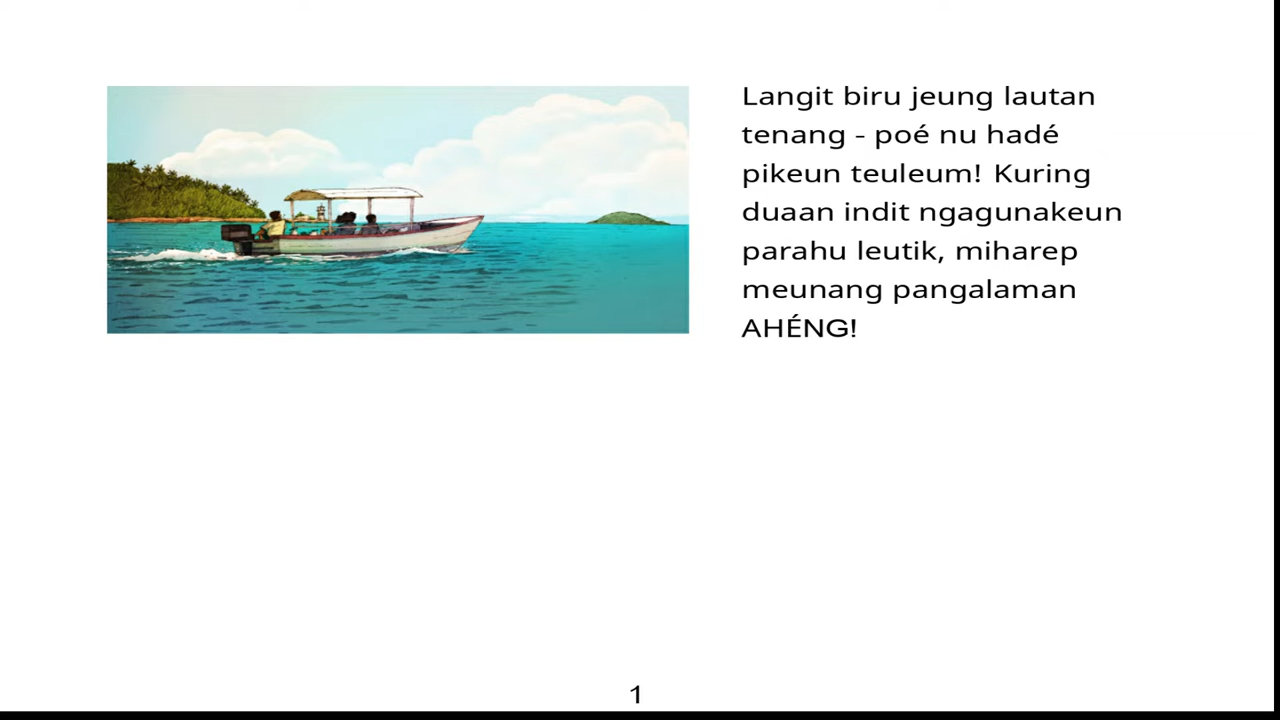 Langit biru jeung lautan
tenang - poé nu hadé
pikeun teuleum! Kuring
duaan indit ngagunakeun
parahu leutik, miharep
meunang pangalaman
AHÉNG!
1